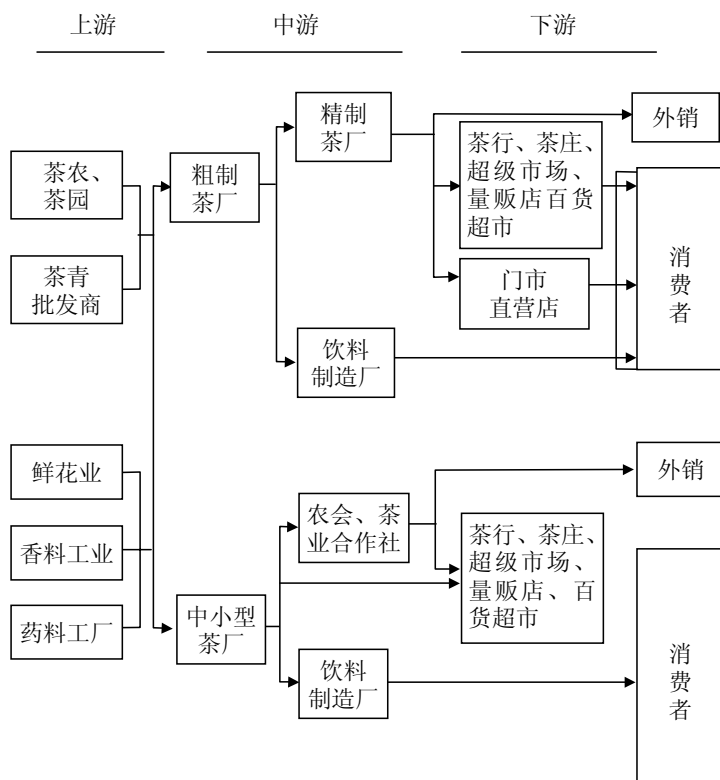 上游
中游
下游
茶农、
茶园
茶青
批发商
鲜花业
香料工业
药料工厂
粗制
茶厂
中小型
茶厂
精制
茶厂
饮料
制造厂
农会、茶
业合作社
饮料
制造厂
茶行、茶庄、
超级市场、
量贩店百货
超市
门市
直营店
茶行、茶庄、
超级市场、
量贩店、百
货超市
外销
消
费
者
外销
消
费
者